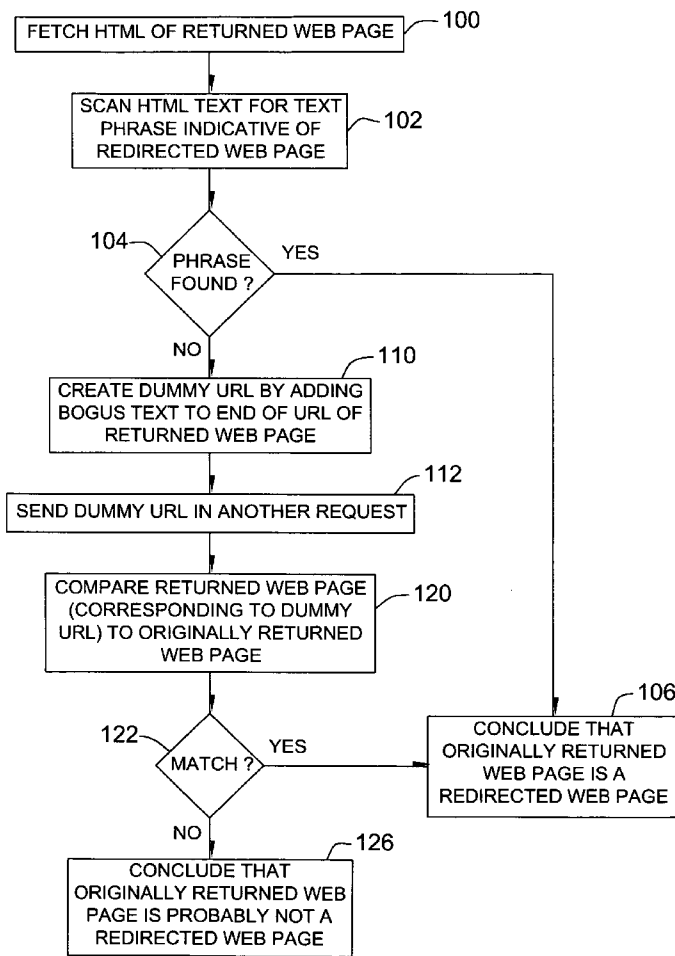 FETCH HTML OF RETURNED WEB PAGE
100
SCAN HTML TEXT FOR TEXT
PHRASE INDICATIVE OF
REDIRECTED WEB PAGE
102
104
PHRASE
FOUND ?
YES
NO
110
CREATE DUMMY URL BY ADDING
BOGUS TEXT TO END OF URL OF
RETURNED WEB PAGE
112
SEND DUMMY URL IN ANOTHER REQUEST
COMPARE RETURNED WEB PAGE
(CORRESPONDING TO DUMMY
URL) TO ORIGINALLY RETURNED
WEB PAGE
120
122
MATCH ?
YES
NO
106
CONCLUDE THAT
ORIGINALLY RETURNED
WEB PAGE IS A
REDIRECTED WEB PAGE
126
CONCLUDE THAT
ORIGINALLY RETURNED WEB
PAGE IS PROBABLY NOT A
REDIRECTED WEB PAGE